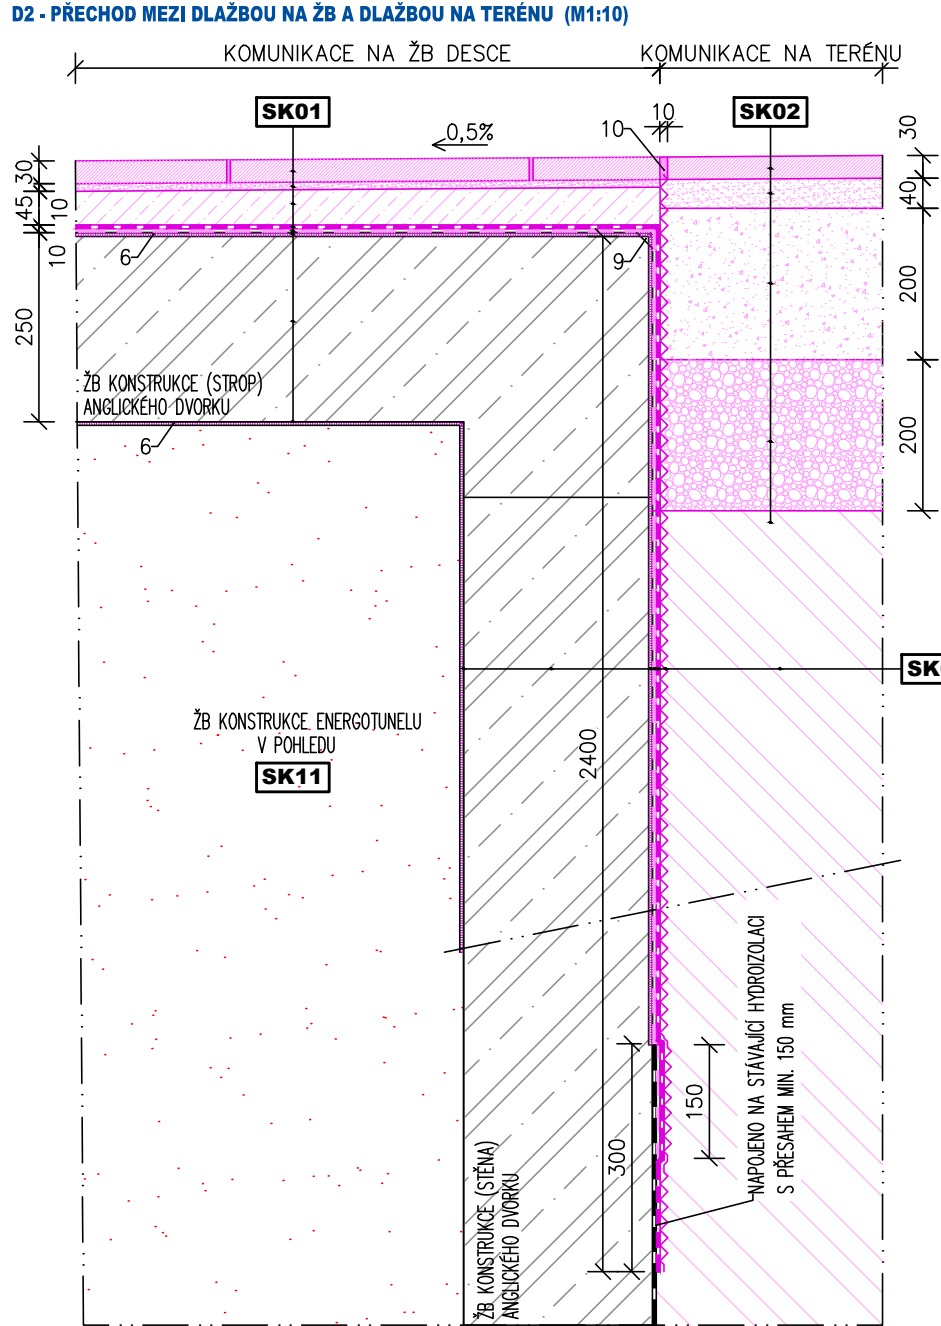 D2 - PŘECHOD MEZI DLAŽBOU NA ŽB A DLAŽBOU NA TERÉNU (M1:10)
KOMUNIKACE NA ŽB DESCE
KOMUNIKACE NA TERÉNU
SK01
SK02
0,5%
10
10
30
30
10
45
10
40
6
9
250
200
ŽB KONSTRUKCE (STROP)
ANGLICKÉHO DVORKU
6
200
ŽB KONSTRUKCE ENERGOTUNELU
V POHLEDU
SK11
2400
NAPOJENO NA STÁVAJÍCÍ HYDROIZOLACI
S PŘESAHEM MIN. 150 mm
150
300
ŽB KONSTRUKCE (STĚNA)
ANGLICKÉHO DVORKU